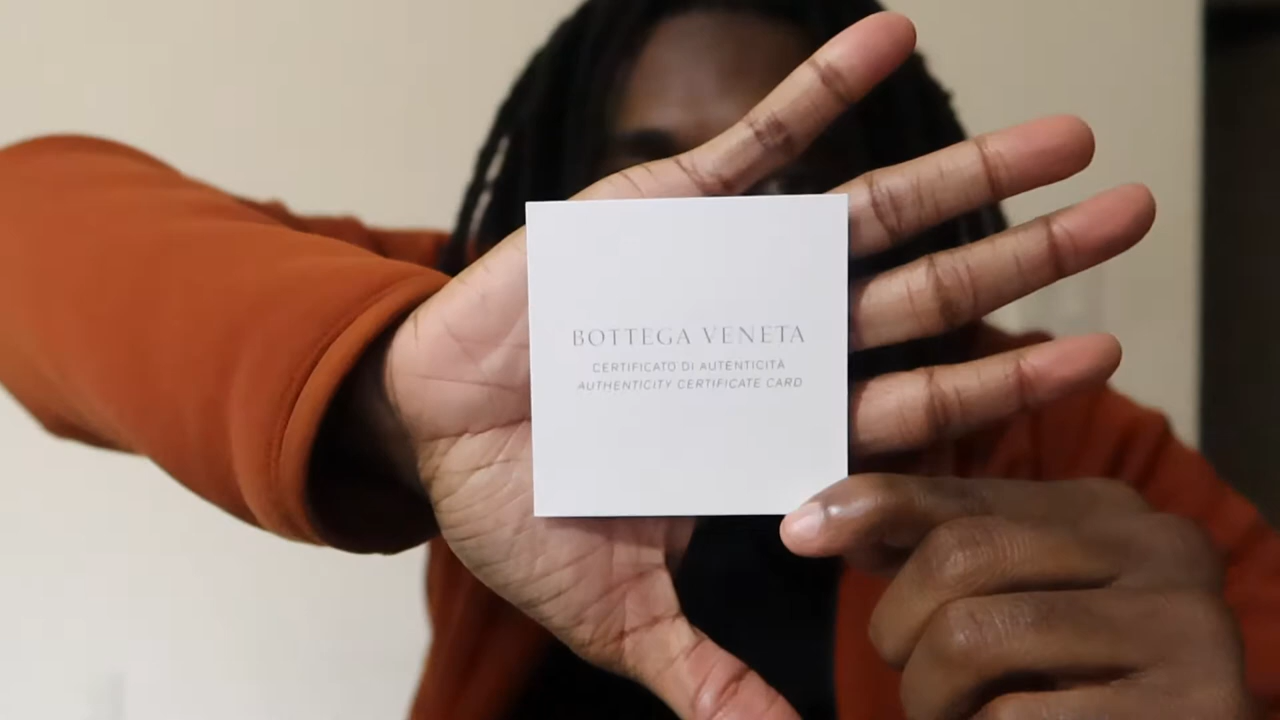 BOTTEGA VENETA
CERTIFICATO DI AUTENTICITÀ
AUTHENTICITY CERTIFICATE CARD